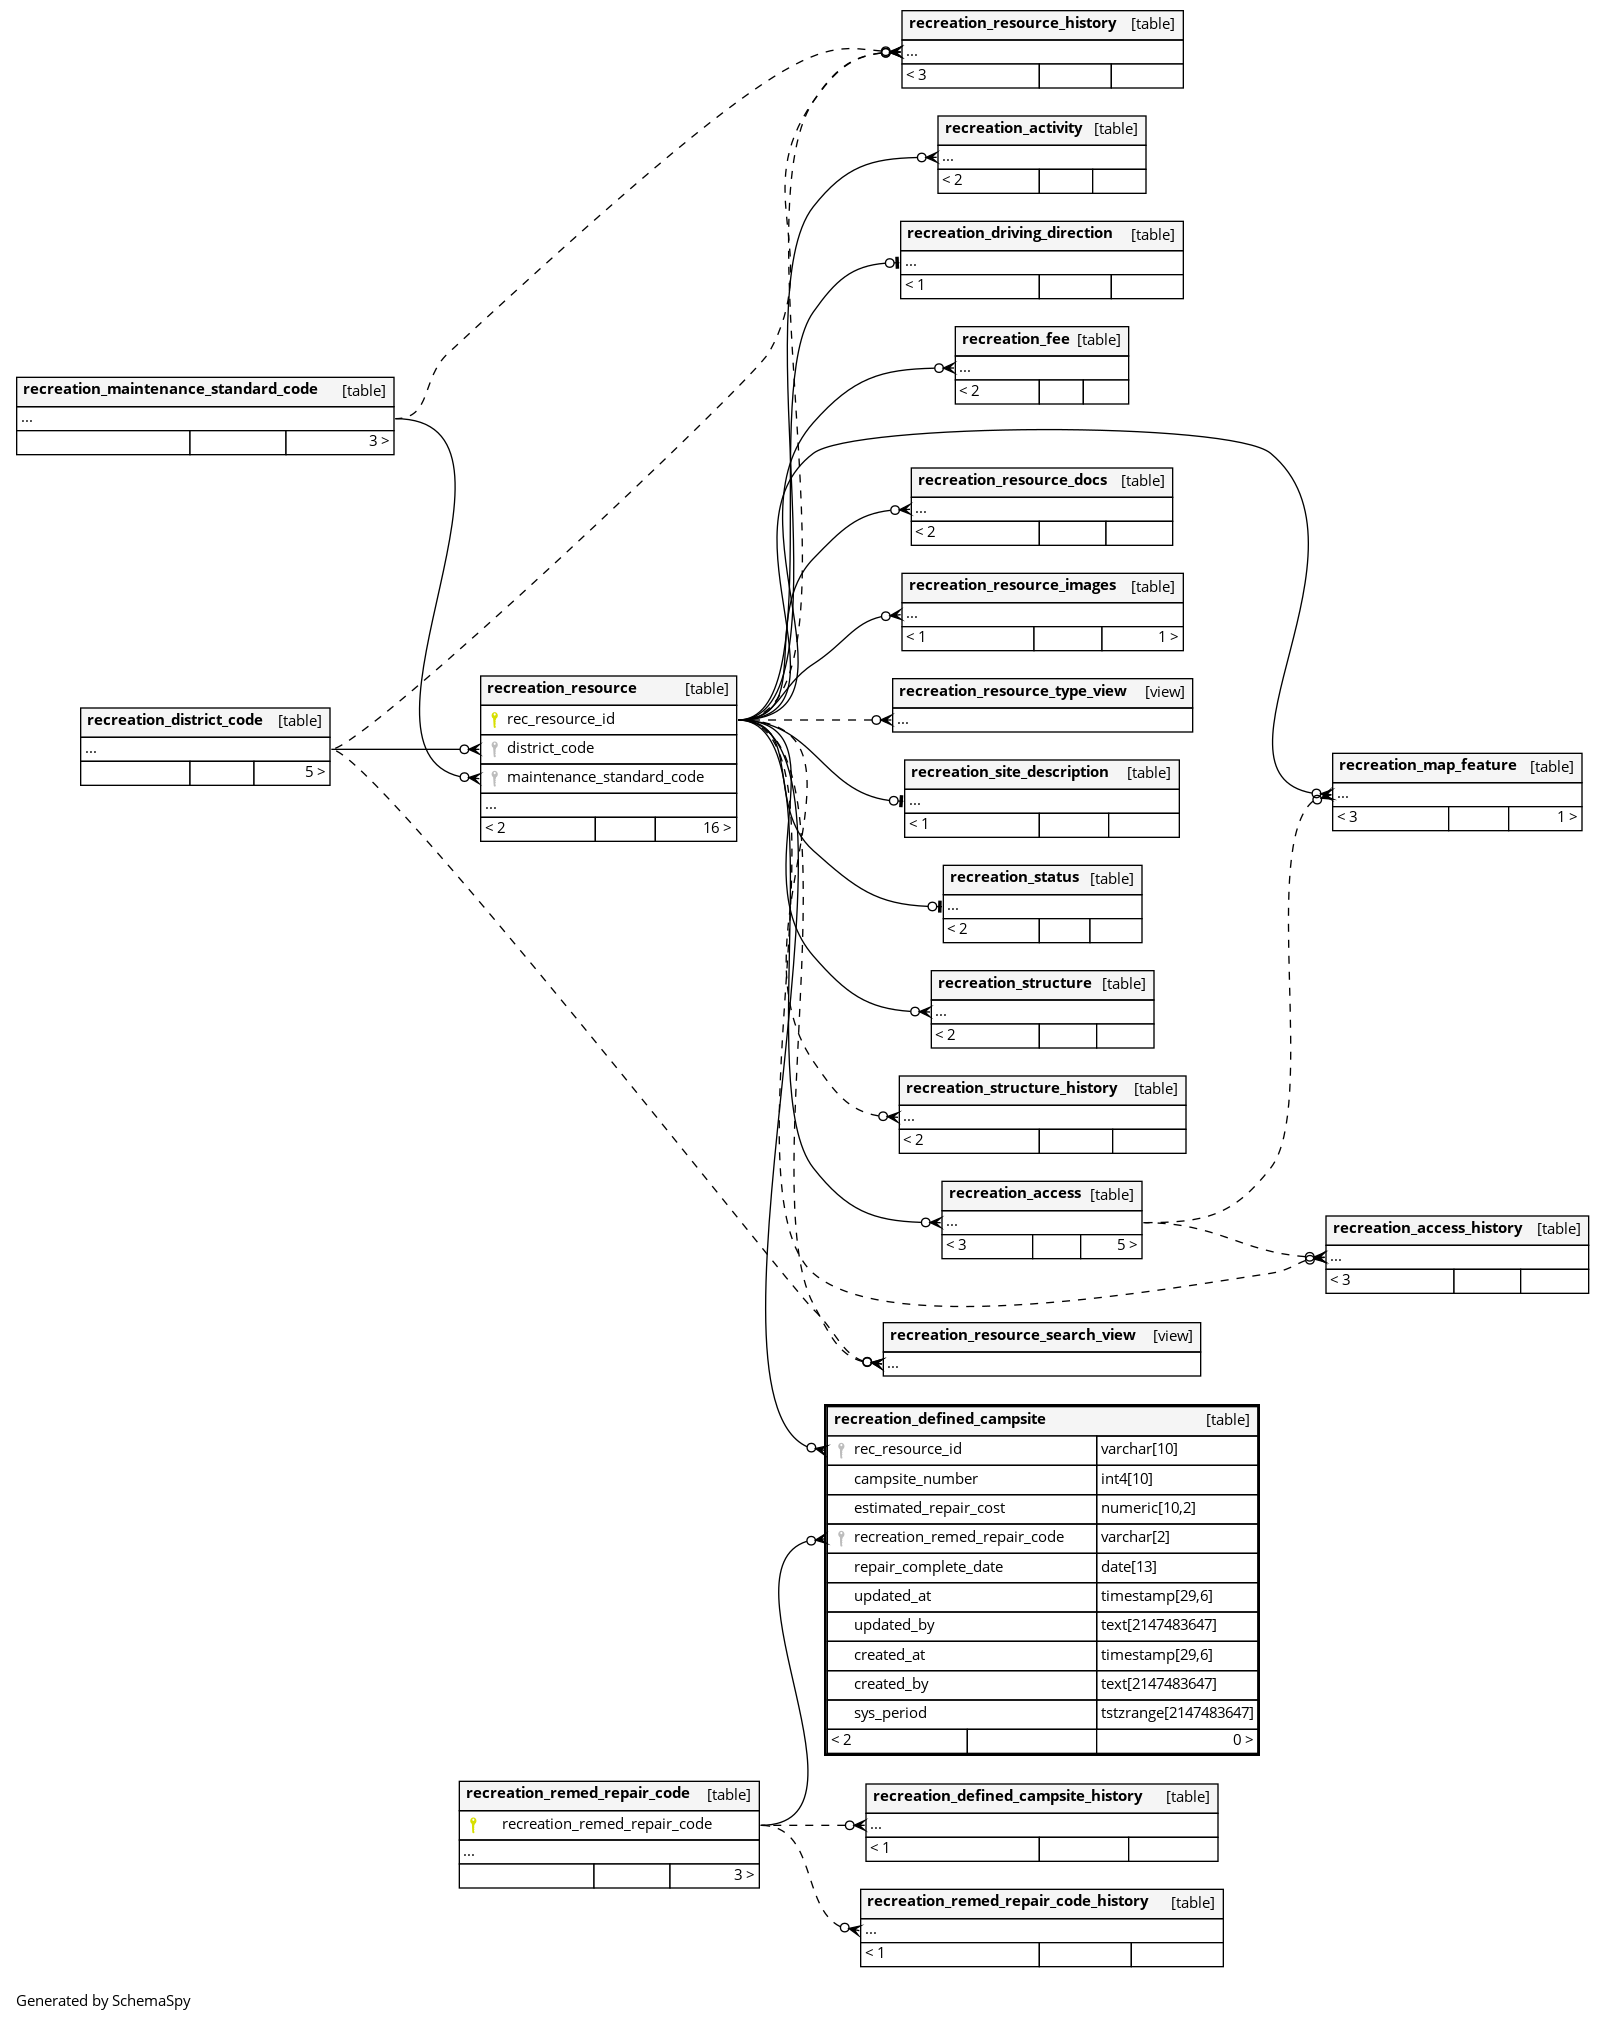 recreation_resource_history [table]
...
< 3
recreation_activity [table]
...
< 2
recreation_driving_direction [table]
...
< 1
recreation_fee [table]
...
< 2
recreation_maintenance_standard_code [table]
...
3 >
recreation_resource_docs [table]
...
< 2
recreation_resource_images [table]
...
< 1 1 >
recreation_resource [table]
rec_resource_id
district_code
maintenance_standard_code
...
< 2 16 >
recreation_district_code [table]
...
5 >
recreation_resource_type_view [view]
...
recreation_site_description [table]
...
< 1
recreation_map_feature [table]
...
< 3 1 >
recreation_status [table]
...
< 2
recreation_structure [table]
...
< 2
recreation_structure_history [table]
...
< 2
recreation_access [table]
...
< 3 5 >
recreation_access_history [table]
...
< 3
recreation_resource_search_view [view]
...
recreation_defined_campsite [table]
rec_resource_id varchar[10]
campsite_number int4[10]
estimated_repair_cost numeric[10,2]
recreation_remed_repair_code varchar[2]
repair_complete_date date[13]
updated_at timestamp[29,6]
updated_by text[2147483647]
created_at timestamp[29,6]
created_by text[2147483647]
sys_period tstzrange[2147483647]
< 2 0 >
recreation_remed_repair_code [table]
recreation_remed_repair_code
...
3 >
recreation_defined_campsite_history [table]
...
< 1
recreation_remed_repair_code_history [table]
...
< 1
Generated by SchemaSpy